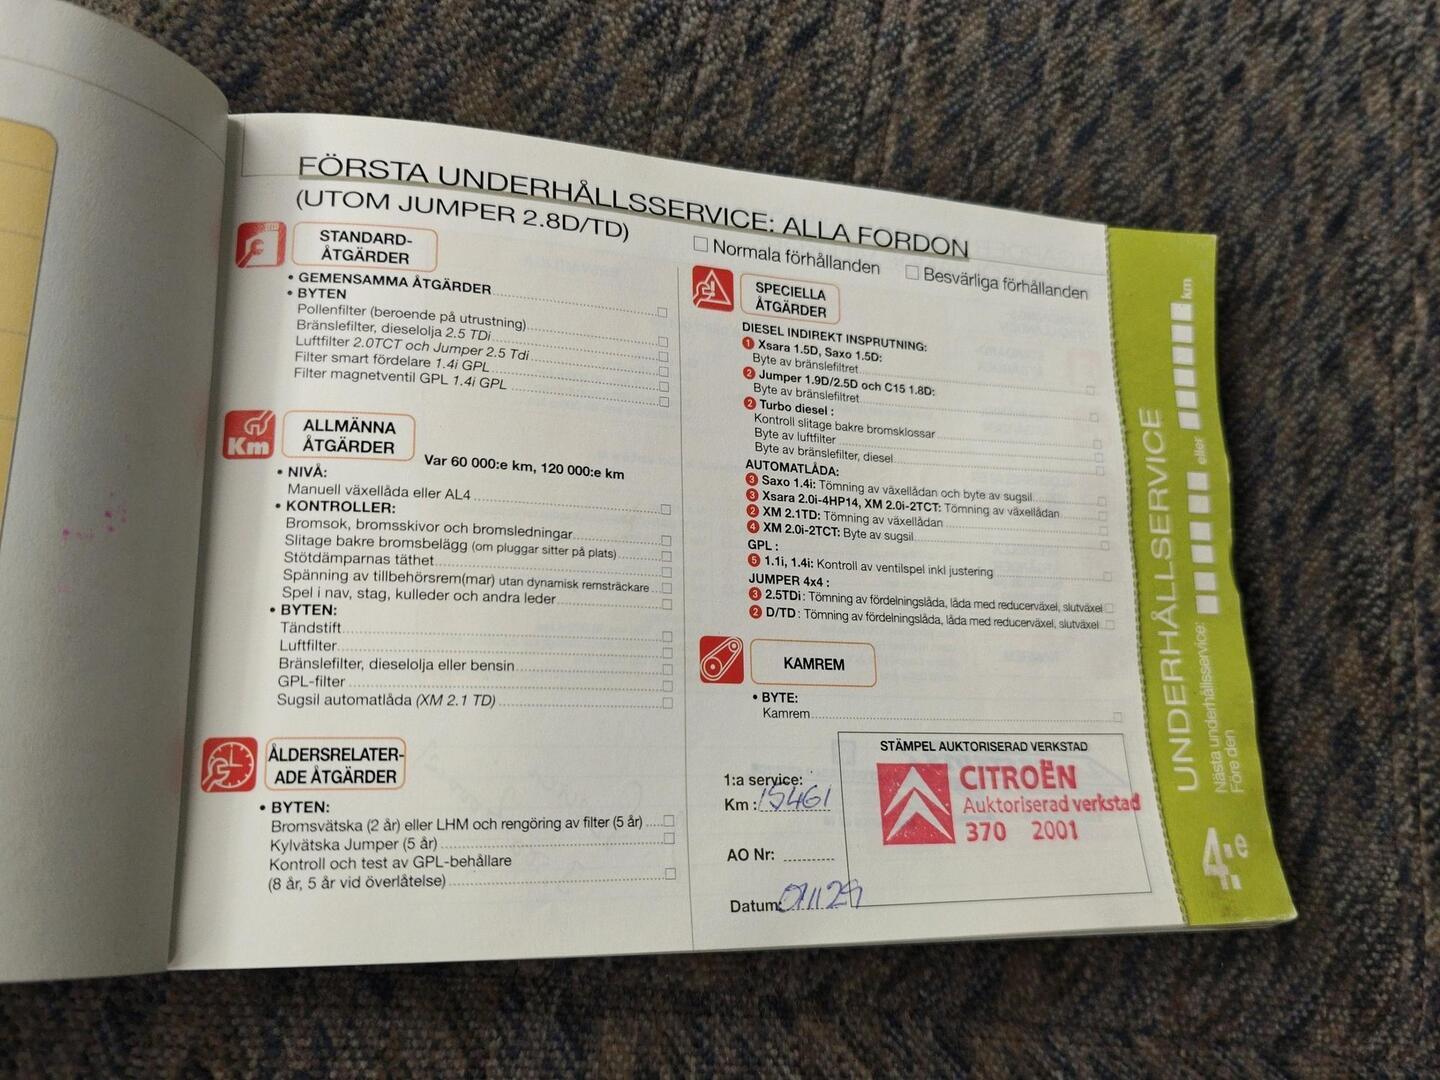 FÖRSTA UNDERHÅLLSSERVICE: ALLA FORDON
(UTOM JUMPER 2.8D/TD)
Normala förhållanden
Besvärliga förhållanden
STANDARD-
ÅTGÄRDER
• GEMENSAMMA ÅTGÄRDER
• BYTEN
Pollenfilter (beroende på utrustning)
Bränslefilter, dieselolja 2.5 TDi
Luftfilter 2.0TCT och Jumper 2.5 Tdi
Filter smart fördelare 1.4i GPL
Filter magnetventil GPL 1.4i GPL
Km
ALLMÄNNA
ÅTGÄRDER
Var 60 000:e km, 120 000:e km
• NIVÅ:
Manuell växellåda eller AL4
• KONTROLLER:
Bromsok, bromsskivor och bromsledningar
Slitage bakre bromsbelägg (om pluggar sitter på plats)
Stötdämparnas täthet
Spänning av tillbehörsrem(mar) utan dynamisk remsträckare
Spel i nav, stag, kulleder och andra leder
• BYTEN:
Tändstift
Luftfilter
Bränslefilter, dieselolja eller bensin
GPL-filter
Sugsil automatlåda (XM 2.1 TD)
ÅLDERSRELATER-
ADE ÅTGÄRDER
• BYTEN:
Bromsvätska (2 år) eller LHM och rengöring av filter (5 år)
Kylvätska Jumper (5 år)
Kontroll och test av GPL-behållare
(8 år, 5 år vid överlåtelse)
SPECIELLA
ÅTGÄRDER
DIESEL INDIREKT INSPRUTNING:
1 Xsara 1.5D, Saxo 1.5D:
Byte av bränslefiltret
2 Jumper 1.9D/2.5D och C15 1.8D:
Byte av bränslefiltret
2 Turbo diesel :
Kontroll slitage bakre bromsklossar
Byte av luftfilter
Byte av bränslefilter, diesel
AUTOMATLÅDA:
3 Saxo 1.4i: Tömning av växellådan och byte av sugsil
3 Xsara 2.0i-4HP14, XM 2.0i-2TCT: Tömning av växellådan
2 XM 2.1TD: Tömning av växellådan
4 XM 2.0i-2TCT: Byte av sugsil
GPL :
5 1.1i, 1.4i: Kontroll av ventilspel inkl justering
JUMPER 4x4 :
3 2.5TDi : Tömning av fördelningslåda, låda med reducerväxel, slutväxel
2 D/TD : Tömning av fördelningslåda, låda med reducerväxel, slutväxel
KAMREM
• BYTE:
Kamrem
1:a service:
Km : 15461
AO Nr:
Datum:
STÄMPEL AUKTORISERAD VERKSTAD
CITROËN
Auktoriserad verkstad
370 2001
UNDERHÅLLSSERVICE
Nästa underhållsservice:
Före den
eller
km
4:e